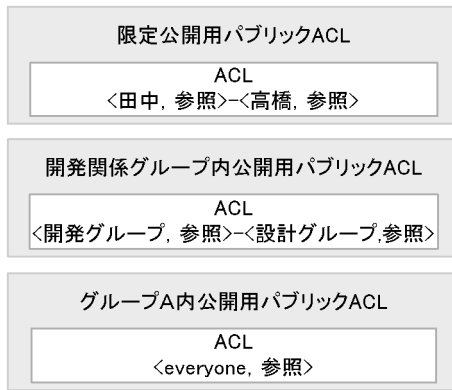 限定公開用パブリックACL
ACL
<田中, 参照>-<高橋, 参照>
開発関係グループ内公開用パブリックACL
ACL
<開発グループ, 参照>-<設計グループ,参照>
グループA内公開用パブリックACL
ACL
<everyone, 参照>